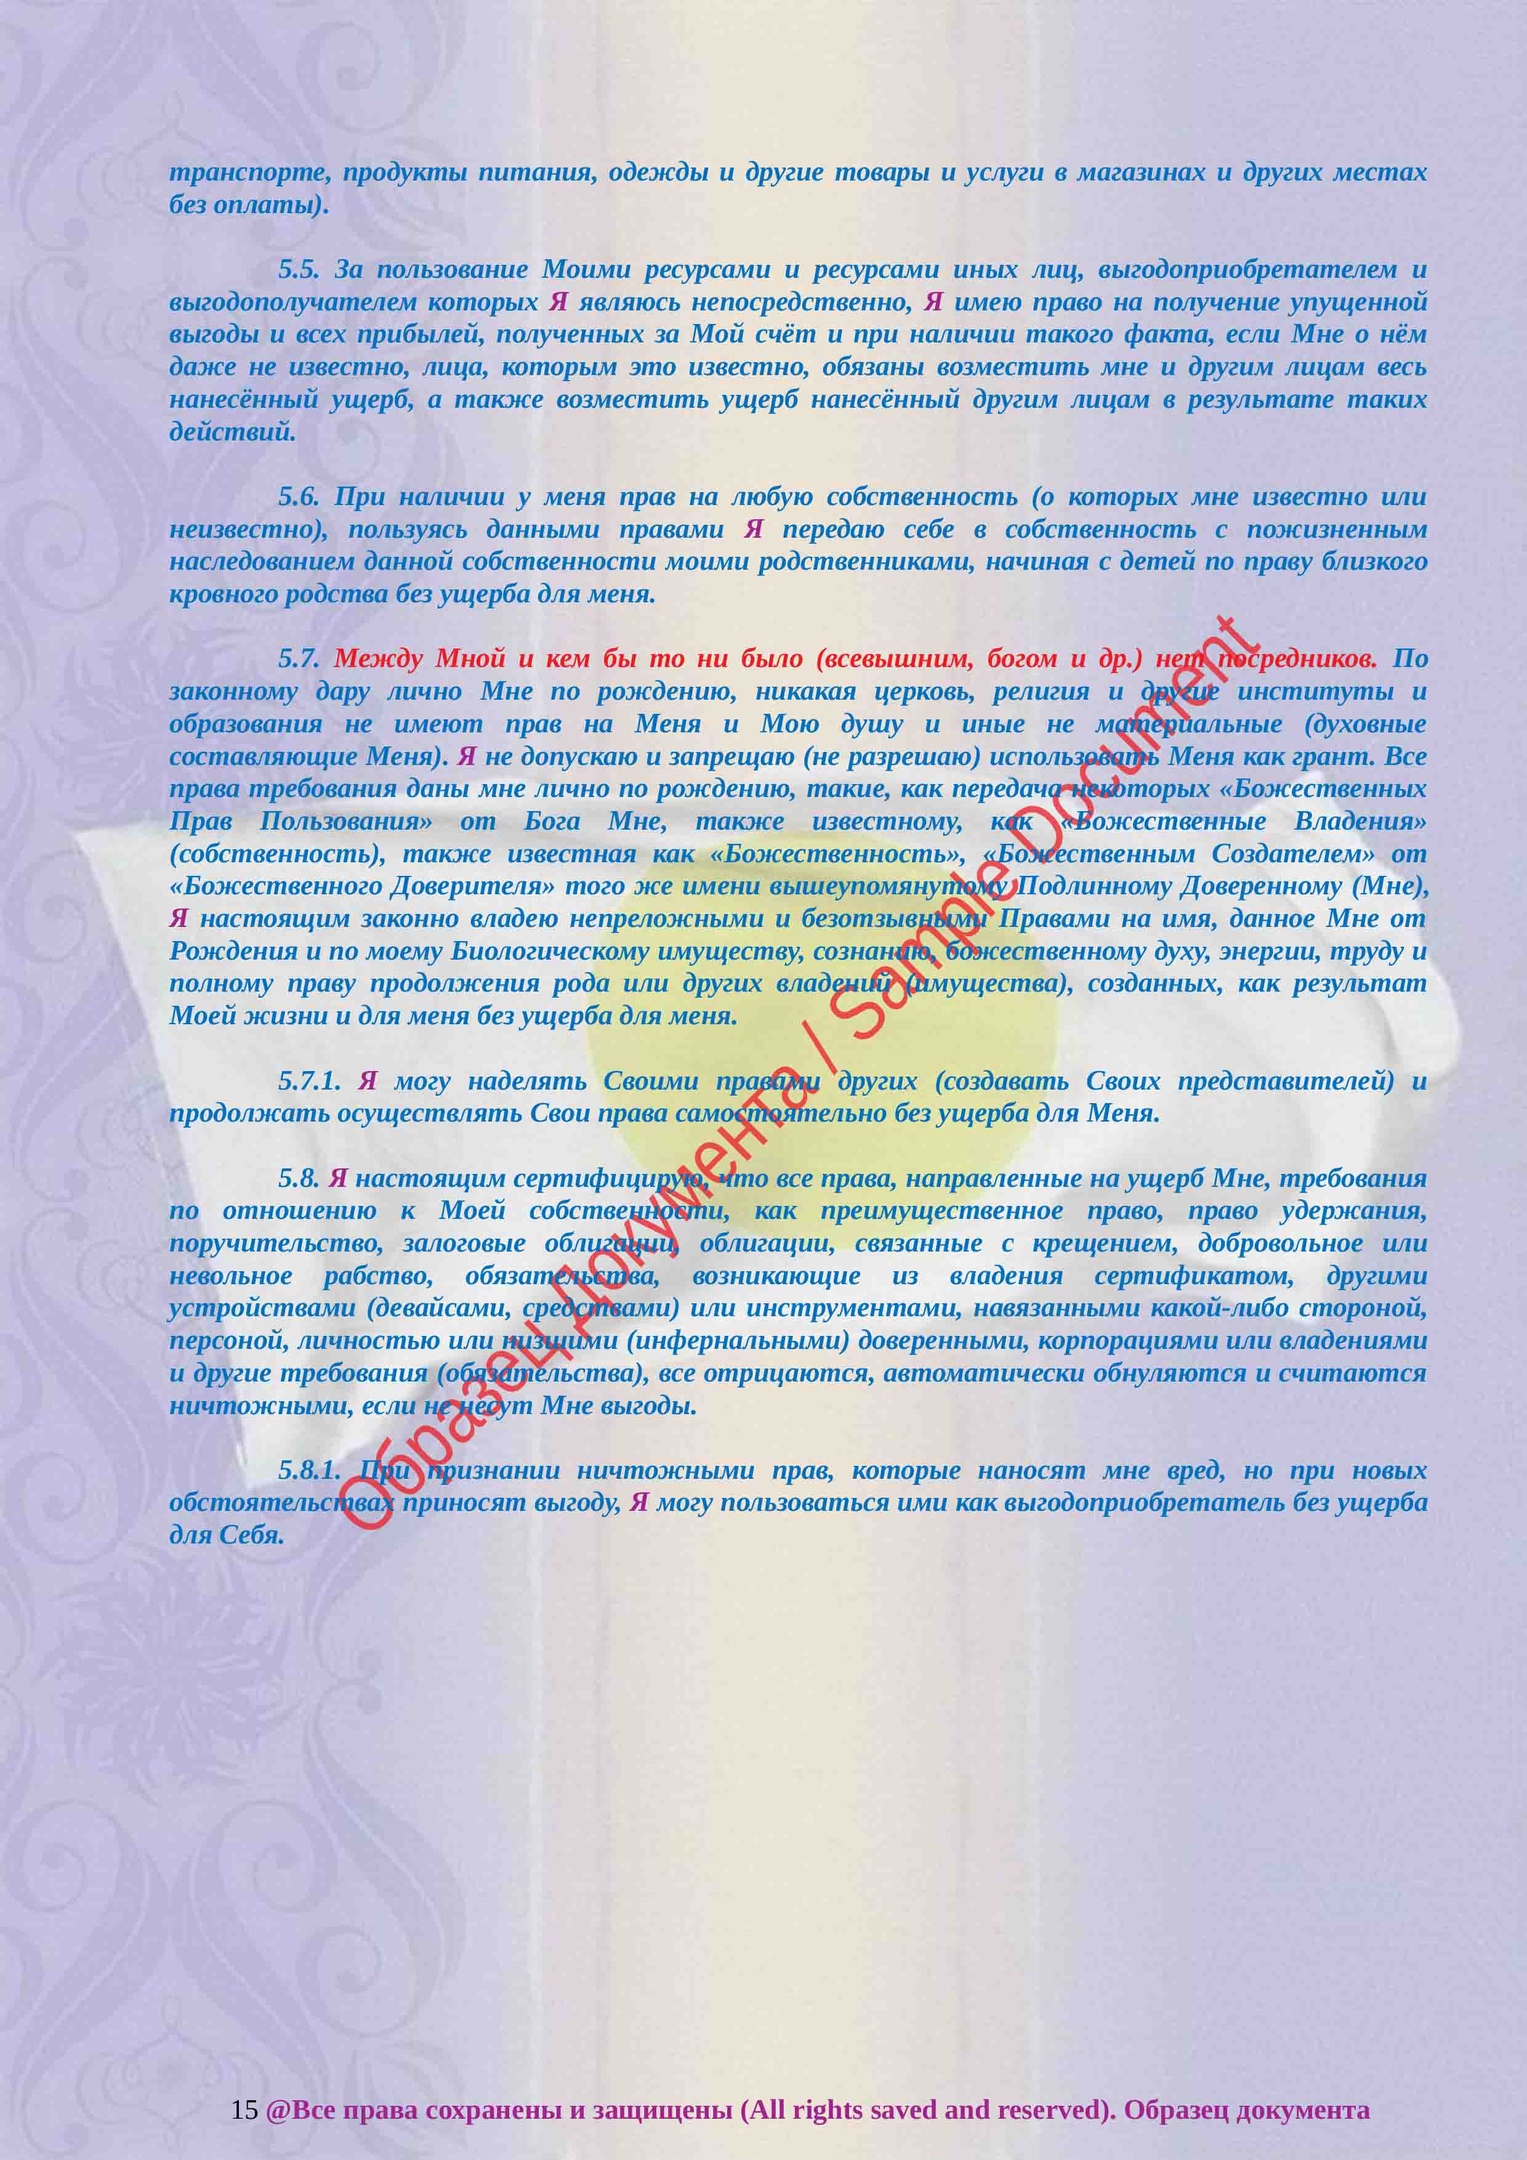 транспорте, продукты питания, одежды и другие товары и услуги в магазинах и других местах
без оплаты).
5.5. За пользование Моими ресурсами и ресурсами иных лиц, выгодоприобретателем и
выгодополучателем которых Я являюсь непосредственно, Я имею право на получение упущенной
выгоды и всех прибылей, полученных за Мой счёт и при наличии такого факта, если Мне о нём
даже не известно, лица, которым это известно, обязаны возместить мне и другим лицам весь
нанесённый ущерб, а также возместить ущерб нанесённый другим лицам в результате таких
действий.
5.6. При наличии у меня прав на любую собственность (о которых мне известно или
неизвестно), пользуясь данными правами Я передаю себе в собственность с пожизненным
наследованием данной собственности моими родственниками, начиная с детей по праву близкого
кровного родства без ущерба для меня.
5.7. Между Мной и кем бы то ни было (всевышним, богом и др.) нет посредников. По
законному дару лично Мне по рождению, никакая церковь, религия и другие институты и
образования не имеют прав на Меня и Мою душу и иные не материальные (духовные
составляющие Меня). Я не допускаю и запрещаю (не разрешаю) использовать Меня как грант. Все
права требования даны мне лично по рождению, такие, как передача некоторых «Божественных
Прав Пользования» от Бога Мне, также известному, как «Божественные Владения»
(собственность), также известная как «Божественность», «Божественным Создателем» от
«Божественного Доверителя» того же имени вышеупомянутому Подлинному Доверенному (Мне),
Я настоящим законно владею непреложными и безотзывными Правами на имя, данное Мне от
Рождения и по моему Биологическому имуществу, сознанию, божественному духу, энергии, труду и
полному праву продолжения рода или других владений (имущества), созданных, как результат
Моей жизни и для меня без ущерба для меня.
5.7.1. Я могу наделять Своими правами других (создавать Своих представителей) и
продолжать осуществлять Свои права самостоятельно без ущерба для Меня.
5.8. Я настоящим сертифицирую, что все права, направленные на ущерб Мне, требования
по отношению к Моей собственности, как преимущественное право, право удержания,
поручительство, залоговые облигации, облигации, связанные с крещением, добровольное или
невольное рабство, обязательства, возникающие из владения сертификатом, другими
устройствами (девайсами, средствами) или инструментами, навязанными какой-либо стороной,
персоной, личностью или низшими (инфернальными) доверенными, корпорациями или владениями
и другие требования (обязательства), все отрицаются, автоматически обнуляются и считаются
ничтожными, если не несут Мне выгоды.
5.8.1. При признании ничтожными прав, которые наносят мне вред, но при новых
обстоятельствах приносят выгоду, Я могу пользоваться ими как выгодоприобретатель без ущерба
для Себя.
Образец Документа / Sample Document
15 @Все права сохранены и защищены (All rights saved and reserved). Образец документа